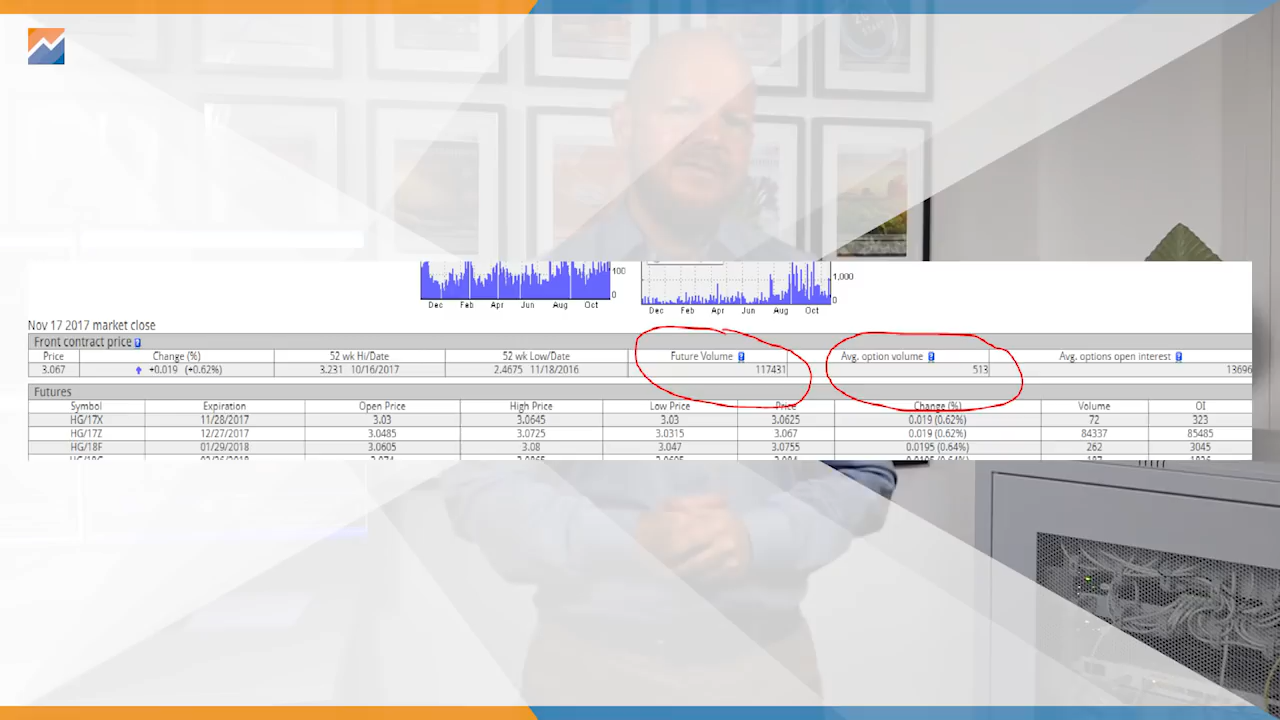 100
1,000
0
0
Dec Feb Apr Jun Aug Oct
Dec Feb Apr Jun Aug Oct
Nov 17 2017 market close
Front contract price
Price Change (%) 52 wk Hi/Date 52 wk Low/Date Future Volume Avg. option volume Avg. options open interest
3.067 +0.019 (+0.62%) 3.231 10/16/2017 2.4675 11/18/2016 117431 513 13696
Futures
Symbol Expiration Open Price High Price Low Price Price Change (%) Volume OI
HG/17X 11/28/2017 3.03 3.0645 3.03 3.0625 0.019 (0.62%) 72 323
HG/17Z 12/27/2017 3.0485 3.0725 3.0315 3.067 0.019 (0.62%) 84337 85485
HG/18F 01/29/2018 3.0605 3.08 3.047 3.0755 0.0195 (0.64%) 262 3045